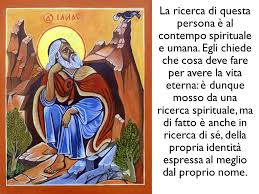 La ricerca di questa
persona è al
contempo spirituale
e umana. Egli chiede
che cosa deve fare
per avere la vita
eterna: è dunque
mosso da una
ricerca spirituale, ma
di fatto è anche in
ricerca di sé, della
propria identità
espressa al meglio
dal proprio nome.